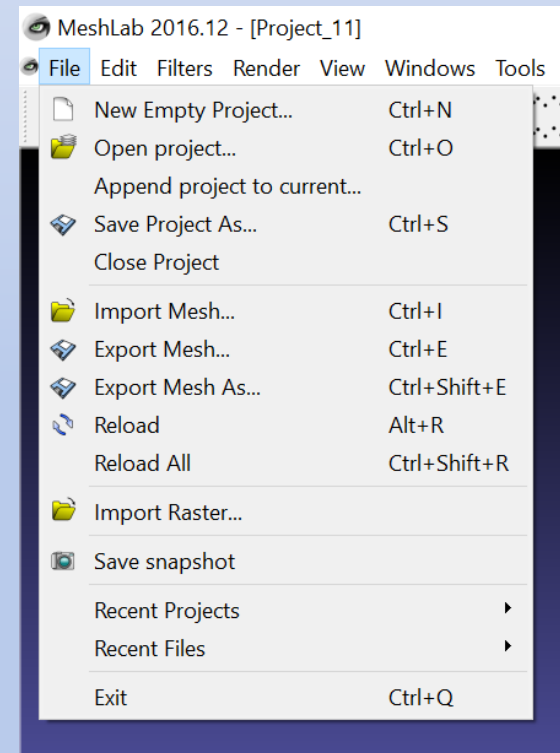 MeshLab 2016.12 - [Project_11]
File Edit Filters Render View Windows Tools
New Empty Project... Ctrl+N
Open project... Ctrl+O
Append project to current...
Save Project As... Ctrl+S
Close Project
Import Mesh... Ctrl+I
Export Mesh... Ctrl+E
Export Mesh As... Ctrl+Shift+E
Reload Alt+R
Reload All Ctrl+Shift+R
Import Raster...
Save snapshot
Recent Projects
Recent Files
Exit Ctrl+Q